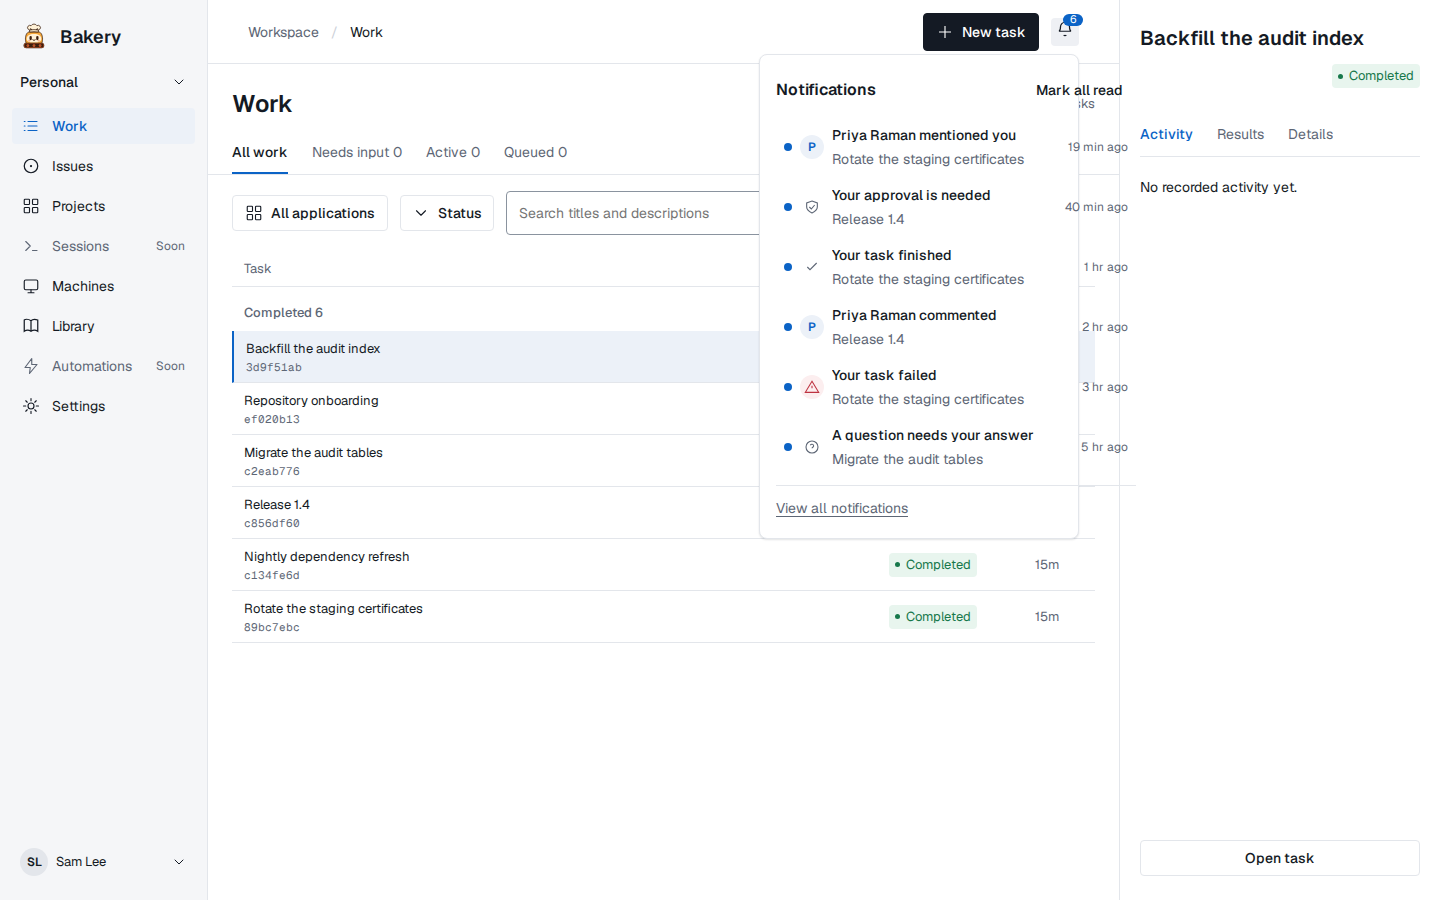 Bakery
Personal
Work
Issues
Projects
Sessions Soon
Machines
Library
Automations Soon
Settings
SL Sam Lee
Workspace / Work
New task
6
Work
All work Needs input 0 Active 0 Queued 0
All applications Status Search titles and descriptions
Task
Completed 6
Backfill the audit index
3d9f51ab
Repository onboarding
ef020b13
Migrate the audit tables
c2eab776
Release 1.4
c856df60
Nightly dependency refresh
c134fe6d
Completed 15m
Rotate the staging certificates
89bc7ebc
Completed 15m
Notifications Mark all read
P Priya Raman mentioned you
Rotate the staging certificates
19 min ago
Your approval is needed
Release 1.4
40 min ago
Your task finished
Rotate the staging certificates
1 hr ago
P Priya Raman commented
Release 1.4
2 hr ago
Your task failed
Rotate the staging certificates
3 hr ago
A question needs your answer
Migrate the audit tables
5 hr ago
View all notifications
Backfill the audit index
Completed
Activity Results Details
No recorded activity yet.
Open task